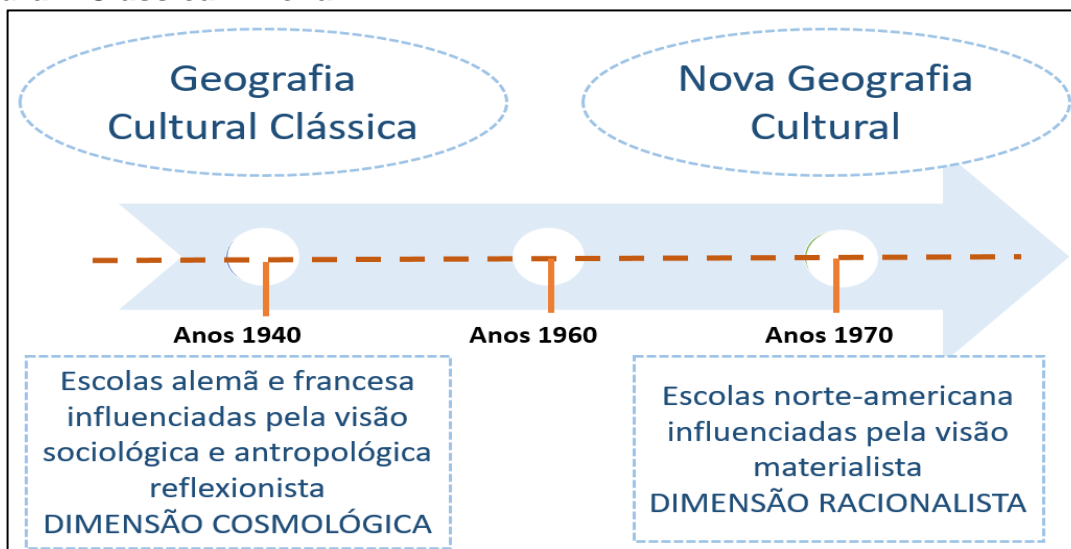 Geografia
Cultural Clássica
Nova Geografia
Cultural
Anos 1940
Anos 1960
Anos 1970
Escolas alemã e francesa
influenciadas pela visão
sociológica e antropológica
reflexionista
DIMENSÃO COSMOLÓGICA
Escolas norte-americana
influenciadas pela visão
materialista
DIMENSÃO RACIONALISTA